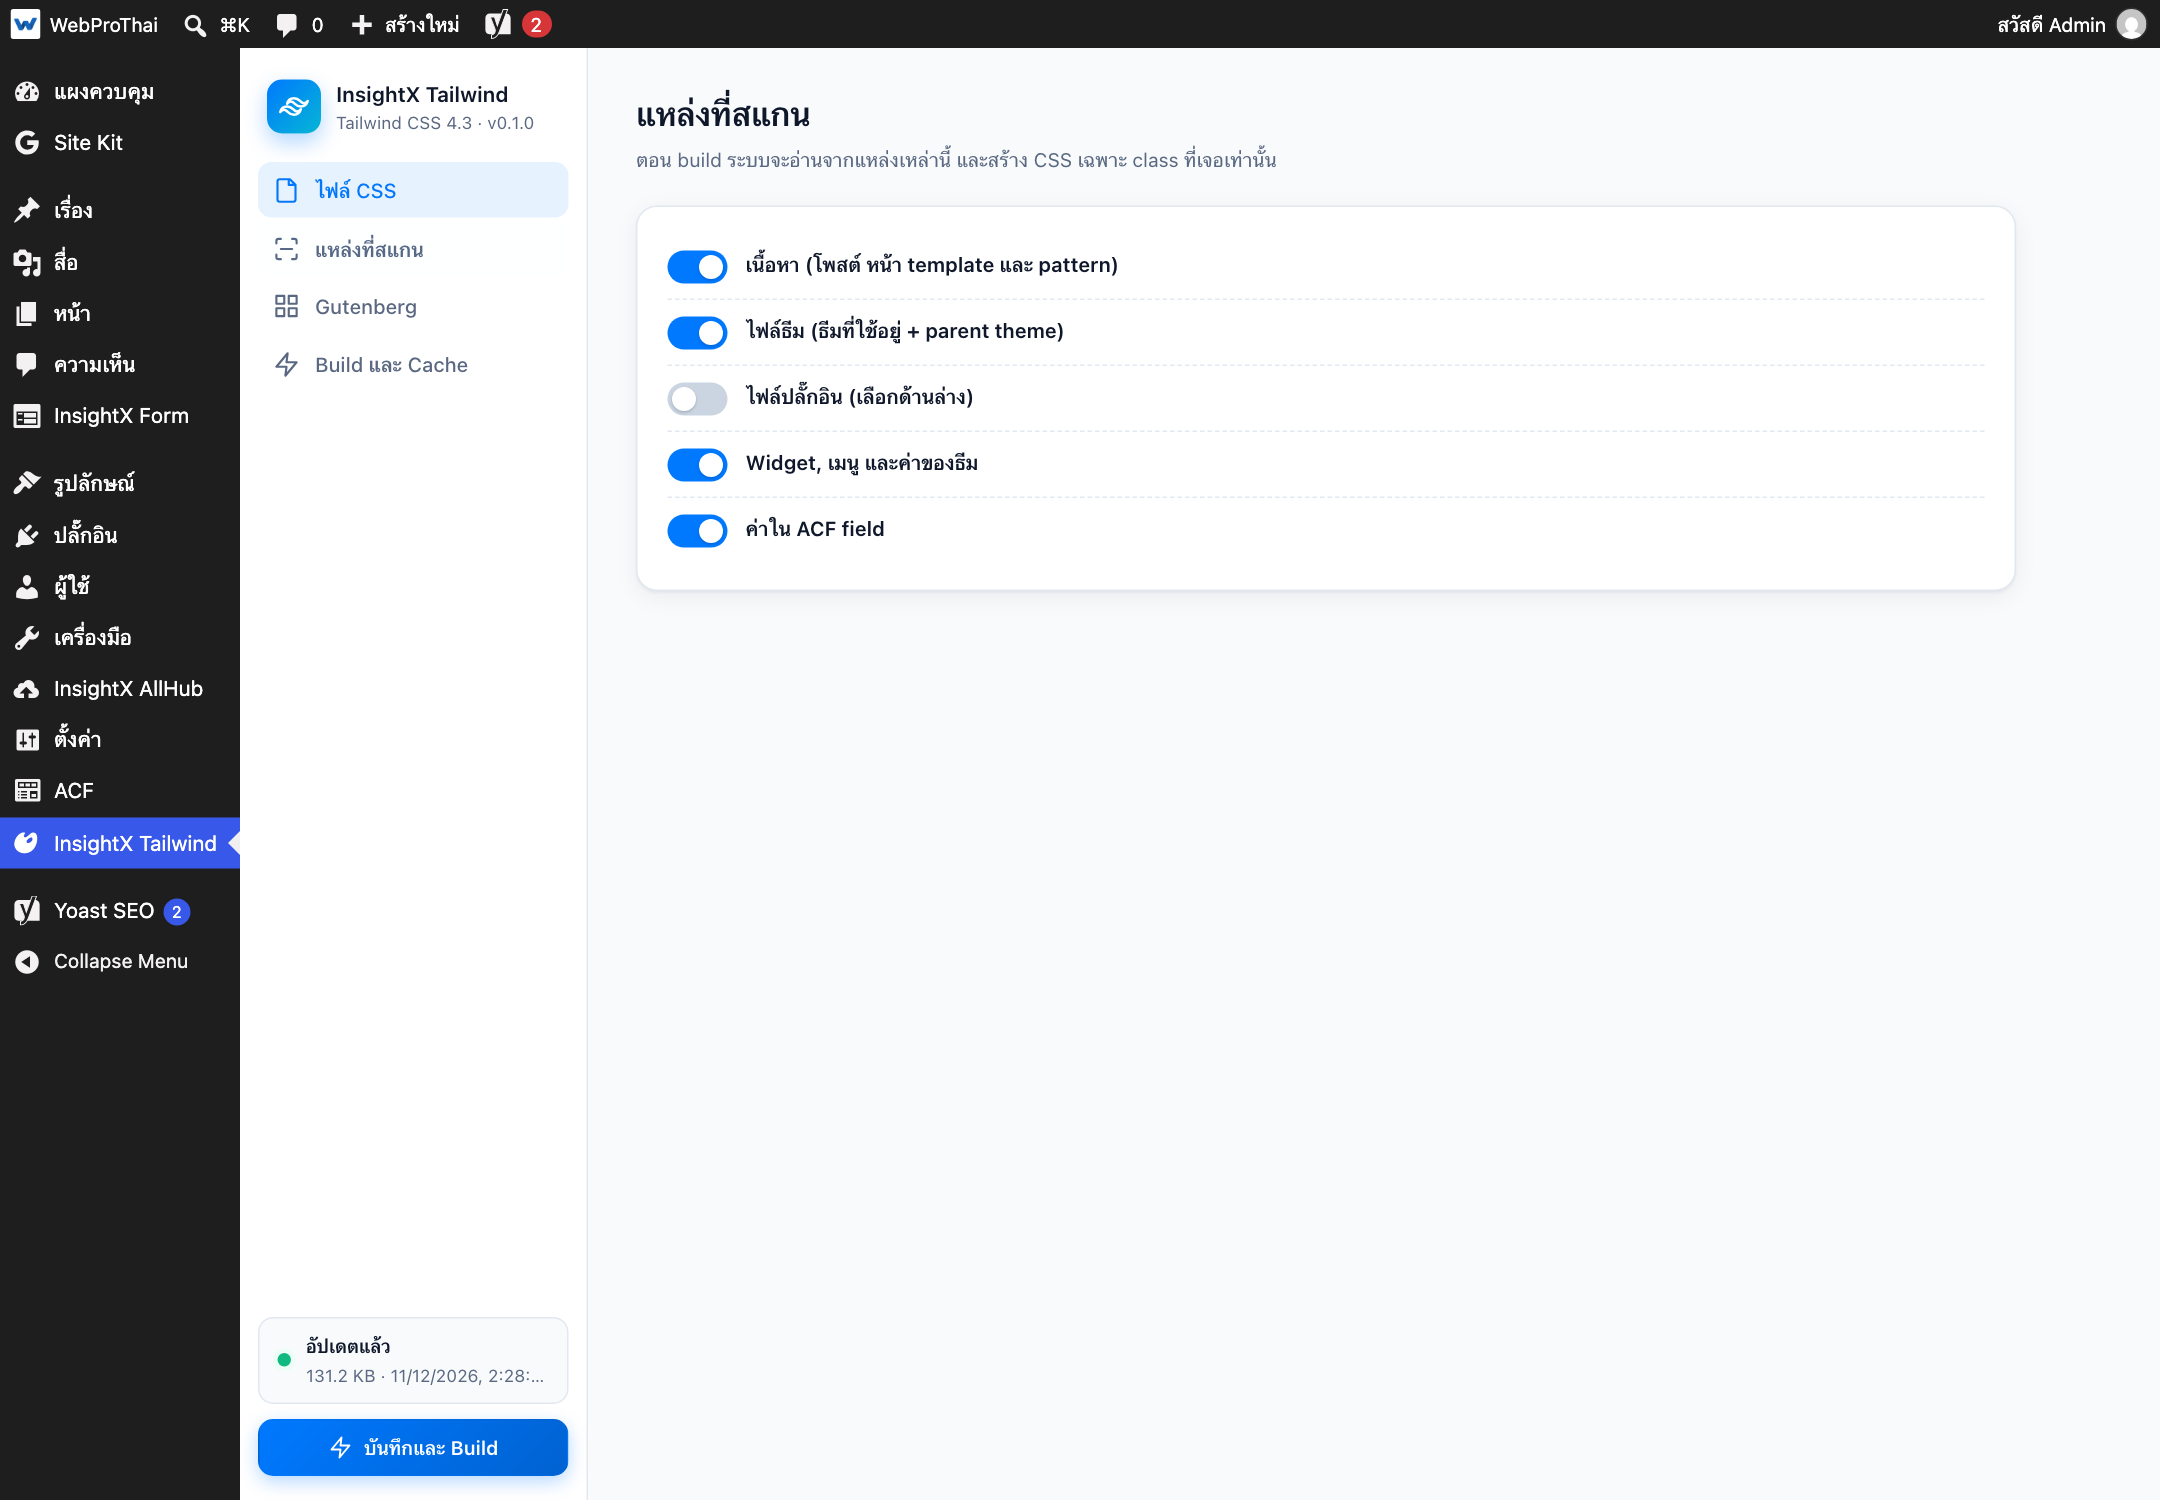 WebProThai ⌘K 0 สร้างใหม่ 2 สวัสดี Admin
แผงควบคุม
Site Kit
เรื่อง
สื่อ
หน้า
ความเห็น
InsightX Form
รูปลักษณ์
ปลั๊กอิน
ผู้ใช้
เครื่องมือ
InsightX AllHub
ตั้งค่า
ACF
InsightX Tailwind
Yoast SEO 2
Collapse Menu
InsightX Tailwind
Tailwind CSS 4.3 · v0.1.0
ไฟล์ CSS
แหล่งที่สแกน
Gutenberg
Build และ Cache
อัปเดตแล้ว
131.2 KB · 11/12/2026, 2:28:...
บันทึกและ Build
แหล่งที่สแกน
ตอน build ระบบจะอ่านจากแหล่งเหล่านี้ และสร้าง CSS เฉพาะ class ที่เจอเท่านั้น
เนื้อหา (โพสต์ หน้า template และ pattern)
ไฟล์ธีม (ธีมที่ใช้อยู่ + parent theme)
ไฟล์ปลั๊กอิน (เลือกด้านล่าง)
Widget, เมนู และค่าของธีม
ค่าใน ACF field